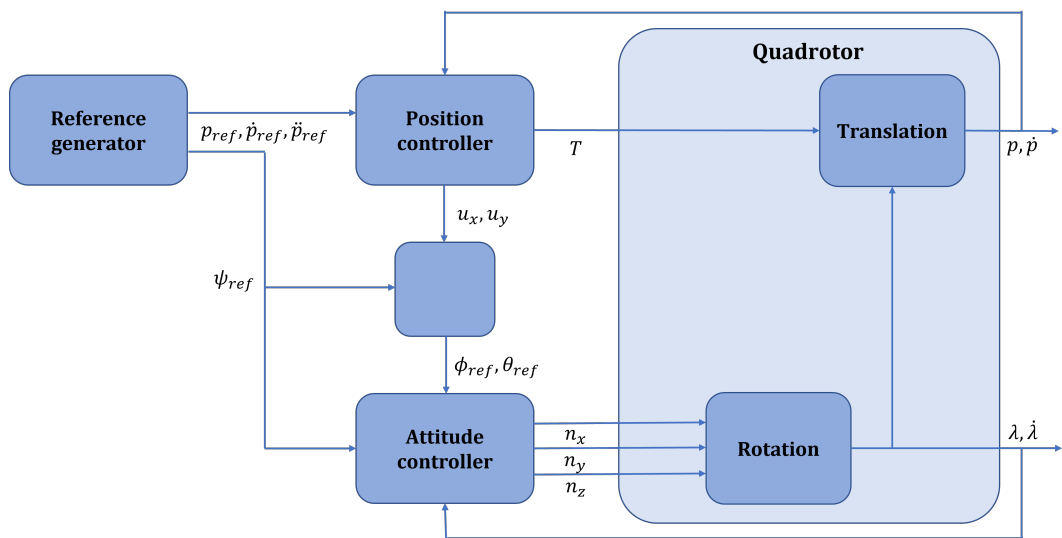 Quadrotor
Reference
generator
p_ref, ṗ_ref, p̈_ref
Position
controller
T
Translation
p, ṗ
u_x, u_y
ψ_ref
ϕ_ref, θ_ref
Attitude
controller
n_x
n_y
n_z
Rotation
λ, λ̇